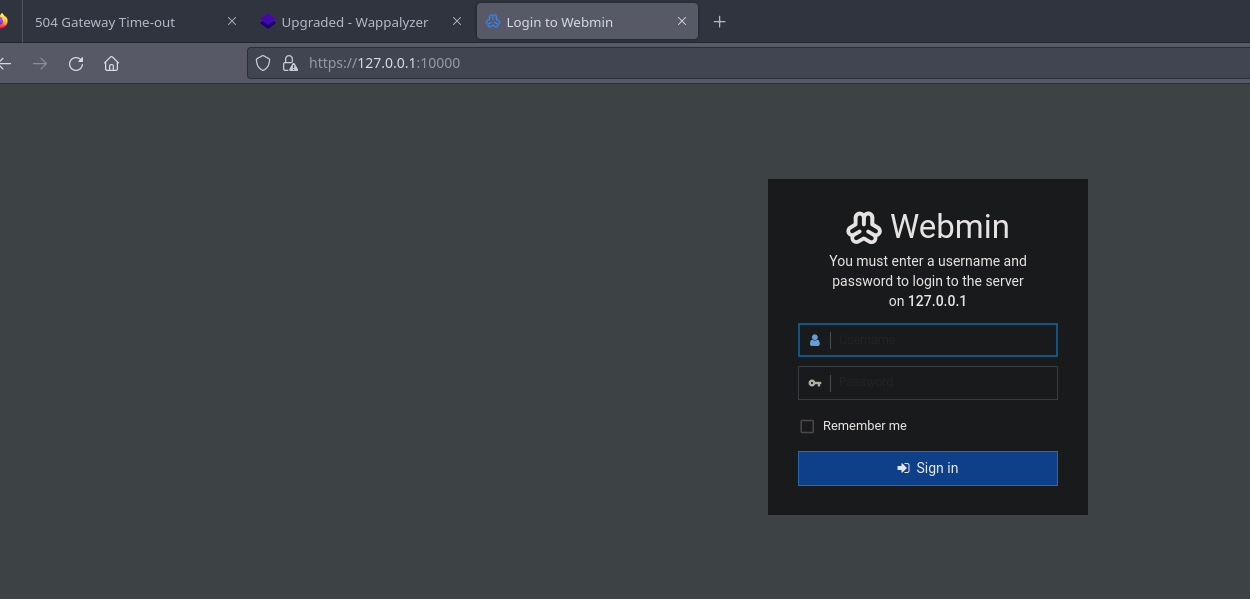 504 Gateway Time-out
Upgraded - Wappalyzer
Login to Webmin
https://127.0.0.1:10000
Webmin
You must enter a username and
password to login to the server
on 127.0.0.1
Username
Password
Remember me
Sign in